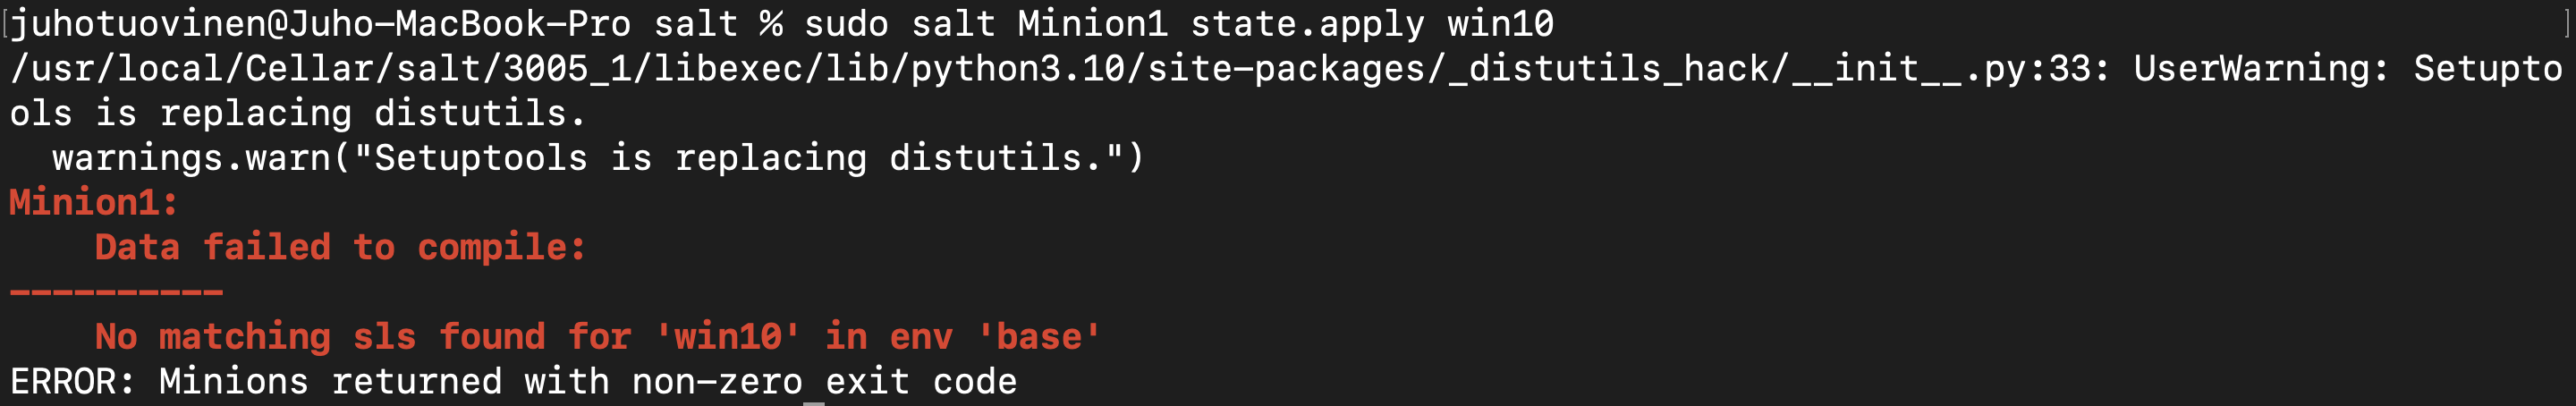 [juhotuovinen@Juho-MacBook-Pro salt % sudo salt Minion1 state.apply win10 ]
/usr/local/Cellar/salt/3005_1/libexec/lib/python3.10/site-packages/_distutils_hack/__init__.py:33: UserWarning: Setupto
ols is replacing distutils.
  warnings.warn("Setuptools is replacing distutils.")
Minion1:
    Data failed to compile:
----------
    No matching sls found for 'win10' in env 'base'
ERROR: Minions returned with non-zero exit code